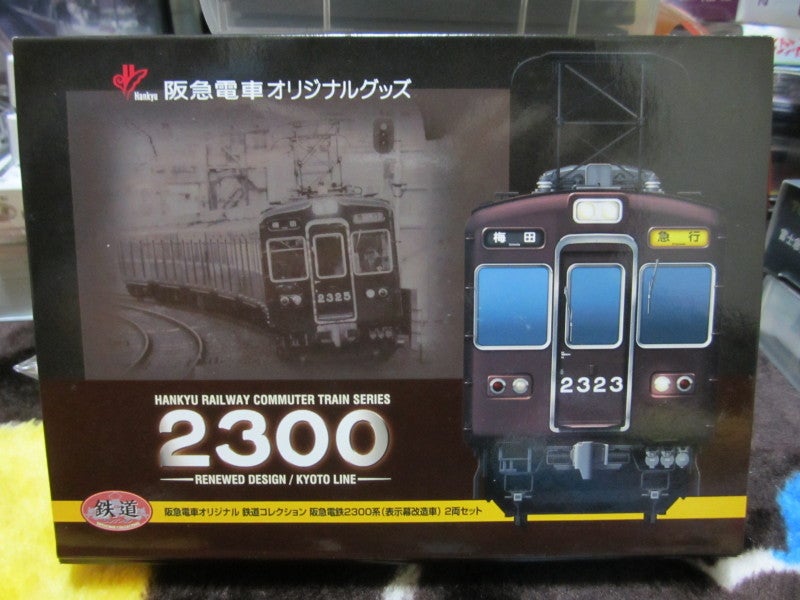 Hankyu 阪急電車オリジナルグッズ
2325
梅田
急行
2323
HANKYU RAILWAY COMMUTER TRAIN SERIES
2300
RENEWED DESIGN / KYOTO LINE
鉄道
阪急電車オリジナル 鉄道コレクション 阪急電鉄2300系(表示幕改造車) 2両セット